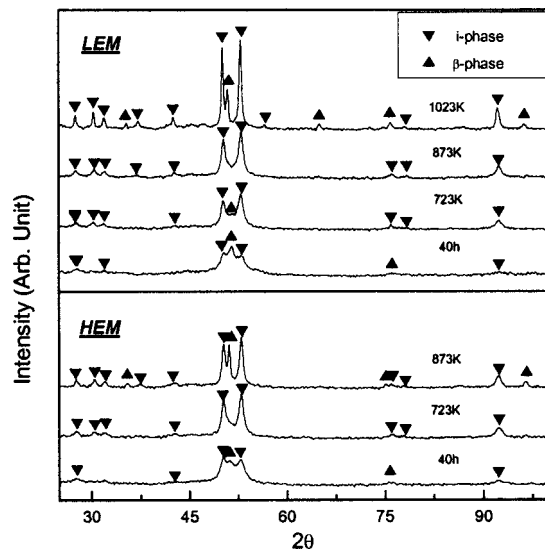 LEM
▼ i-phase
▲ β-phase
1023K
873K
723K
40h
HEM
873K
723K
40h
Intensity (Arb. Unit)
30 45 60 75 90
2θ